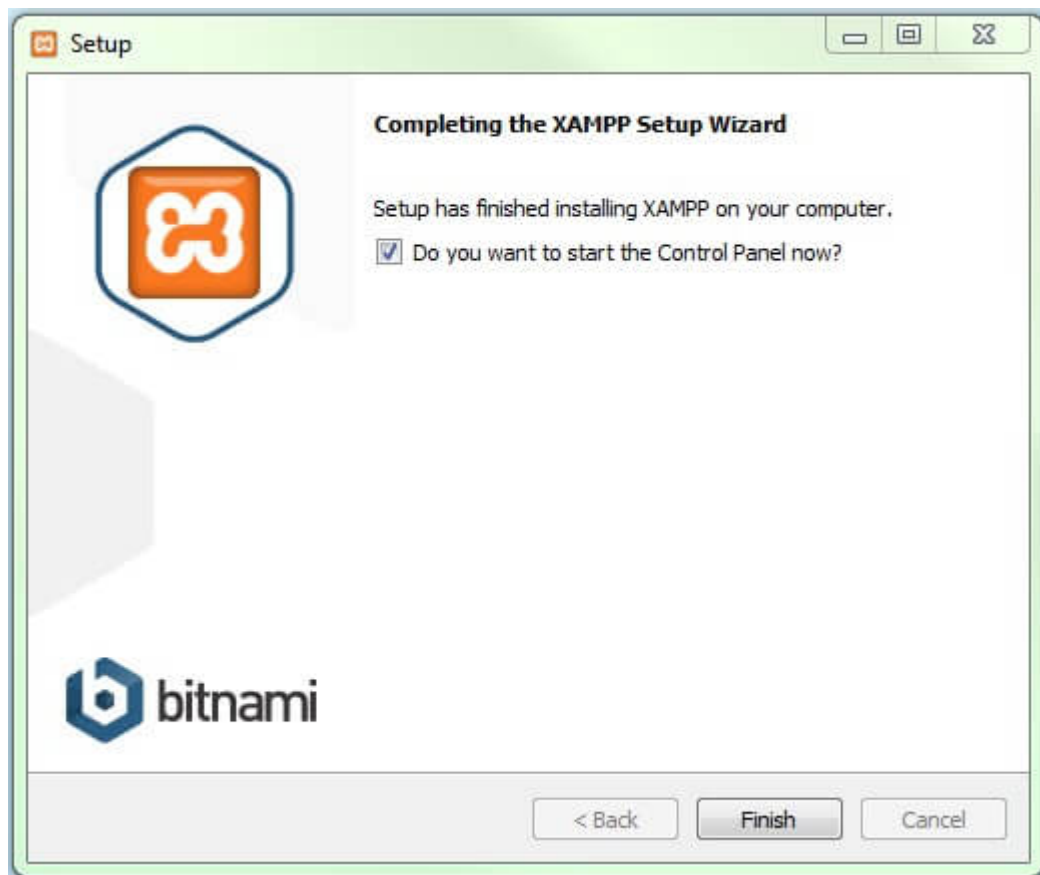 Setup
Completing the XAMPP Setup Wizard
Setup has finished installing XAMPP on your computer.
Do you want to start the Control Panel now?
bitnami
< Back
Finish
Cancel